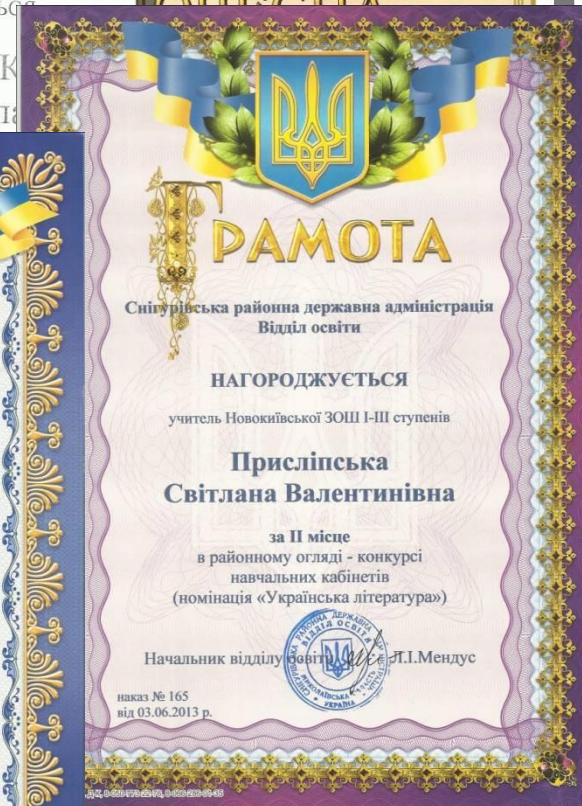 ГРАМОТА
Снігурівська районна державна адміністрація
Відділ освіти
НАГОРОДЖУЄТЬСЯ
учитель Новокиївської ЗОШ І-ІІІ ступенів
Присліпська
Світлана Валентинівна
за ІІ місце
в районному огляді - конкурсі
навчальних кабінетів
(номінація «Українська література»)
Начальник відділу освіти Л.І.Мендус
наказ № 165
від 03.06.2013 р.